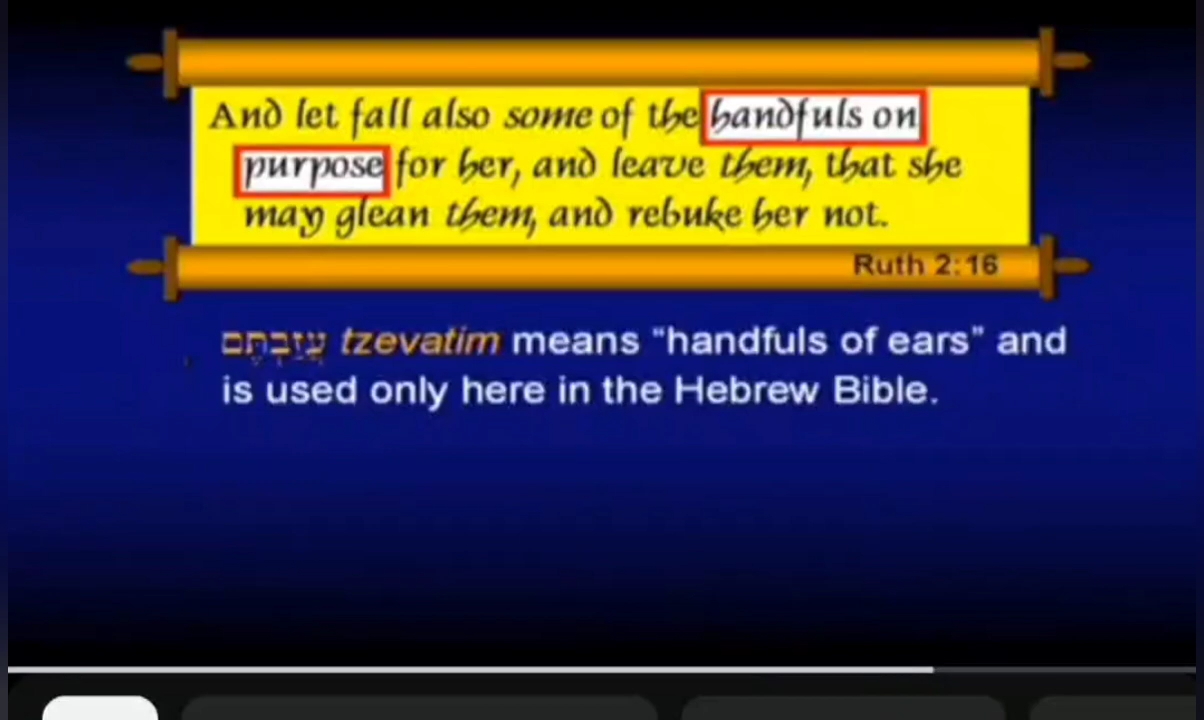 And let fall also some of the handfuls on
purpose for her, and leave them, that she
may glean them, and rebuke her not.
Ruth 2:16
עֲזַבְתֶּם tzevatim means “handfuls of ears” and
is used only here in the Hebrew Bible.